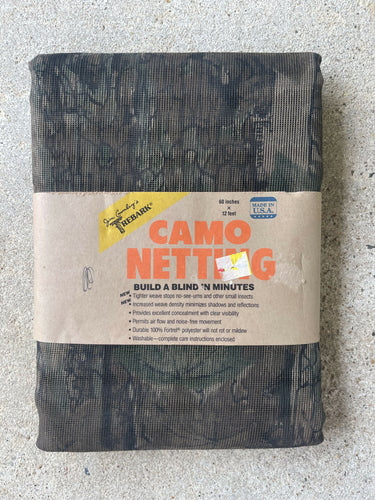 Jim Crumley's
TREBARK®
60 inches
×
12 feet
MADE IN
U.S.A.
CAMO
NETTING
BUILD A BLIND 'N MINUTES
NEW • Tighter weave stops no-see-ums and other small insects
NEW • Increased weave density minimizes shadows and reflections
• Provides excellent concealment with clear visibility
• Permits air flow and noise-free movement
• Durable 100% Fortrel® polyester will not rot or mildew
• Washable—complete care instructions enclosed